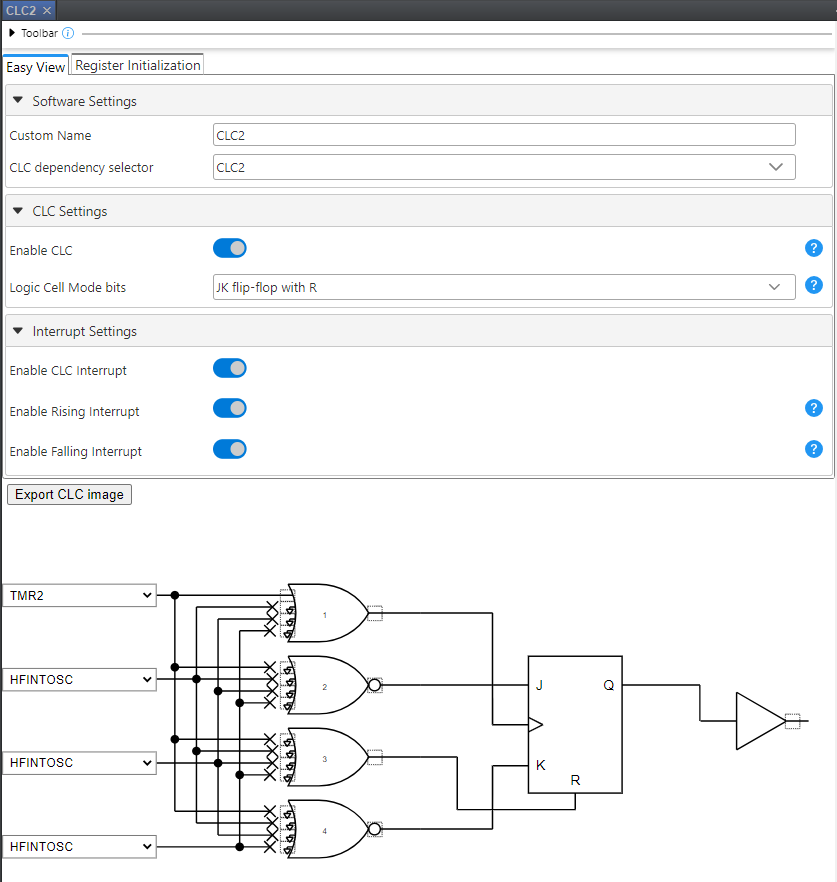 CLC2 ×
Toolbar
Easy View Register Initialization
Software Settings
Custom Name CLC2
CLC dependency selector CLC2
CLC Settings
Enable CLC ?
Logic Cell Mode bits JK flip-flop with R ?
Interrupt Settings
Enable CLC Interrupt
Enable Rising Interrupt ?
Enable Falling Interrupt ?
Export CLC image
TMR2
1
HFINTOSC
2
J Q
HFINTOSC
3
K
R
4
HFINTOSC